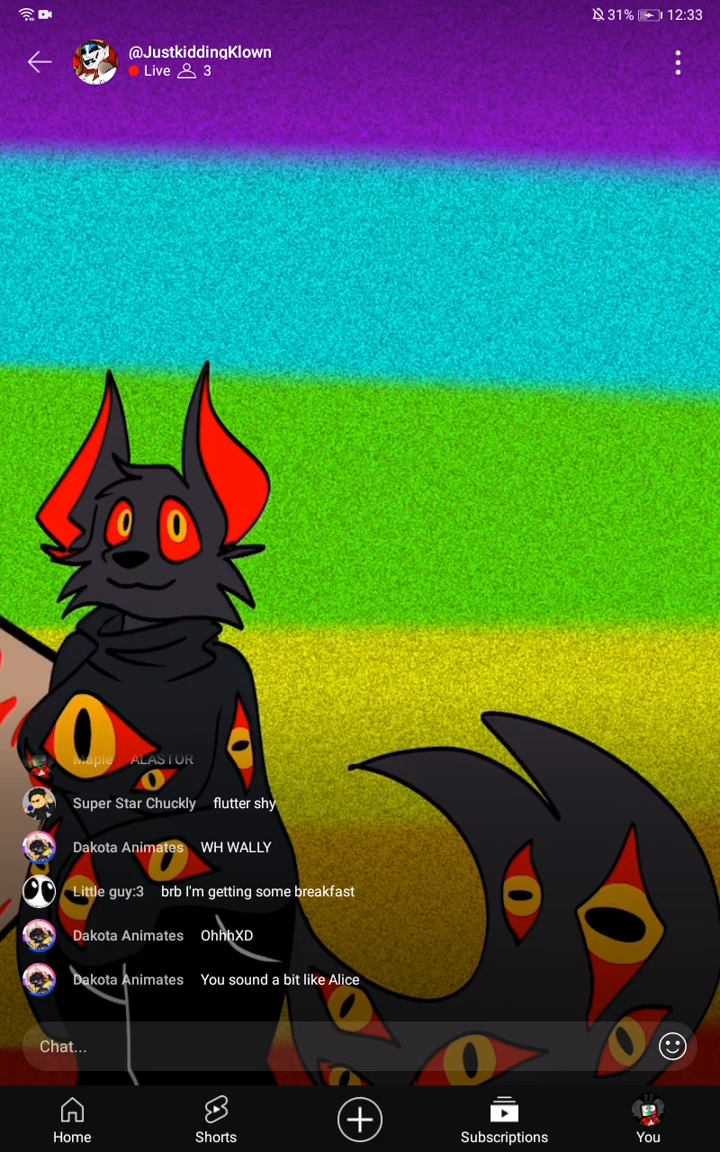 31% 12:33
@JustkiddingKlown
Live 3
Maple ALASTOR
Super Star Chuckly flutter shy
Dakota Animates WH WALLY
Little guy:3 brb I'm getting some breakfast
Dakota Animates OhhhXD
Dakota Animates You sound a bit like Alice
Chat...
Home Shorts Subscriptions You